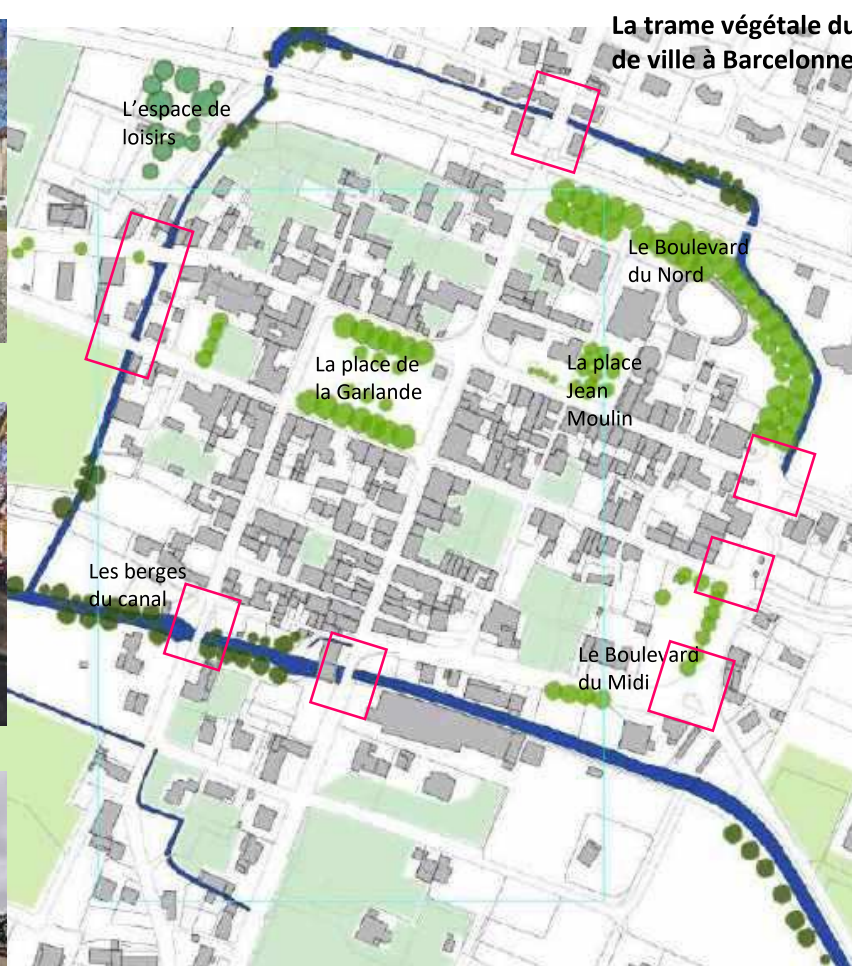 La trame végétale du
de ville à Barcelonne
L'espace de
loisirs
Le Boulevard
du Nord
La place de
la Garlande
La place
Jean
Moulin
Les berges
du canal
Le Boulevard
du Midi